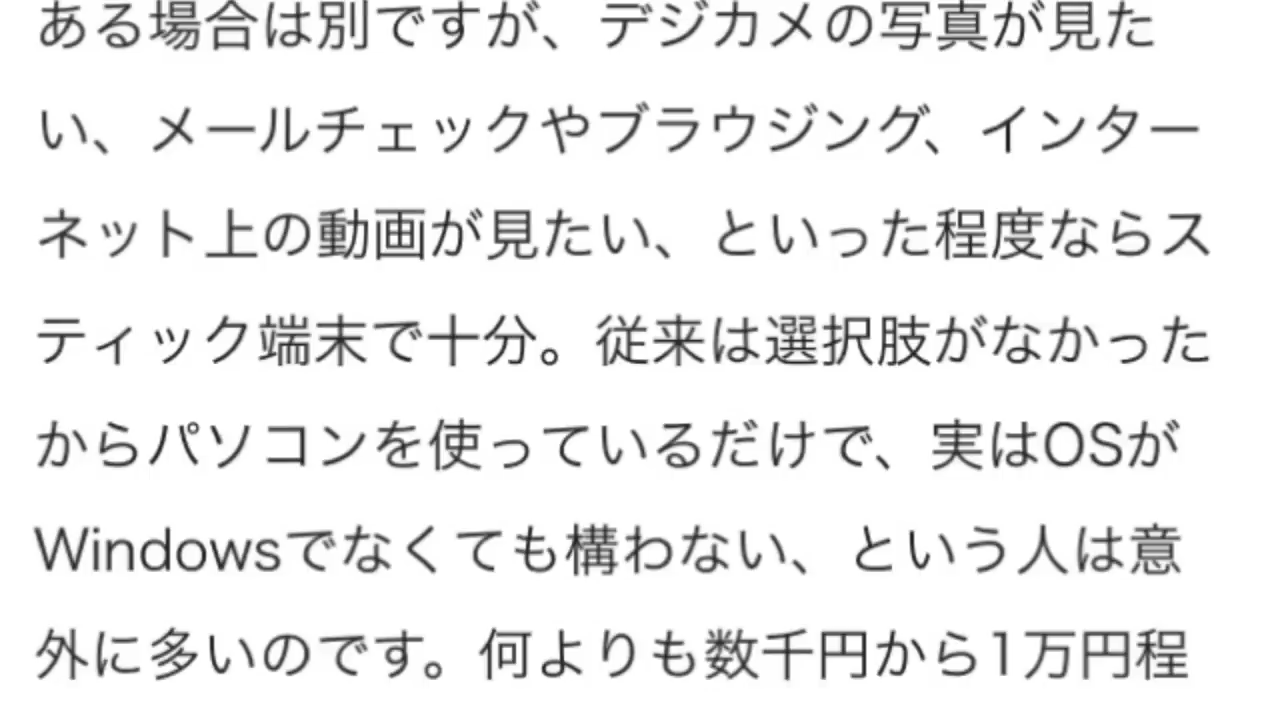 ある場合は別ですが、デジカメの写真が見た
い、メールチェックやブラウジング、インター
ネット上の動画が見たい、といった程度ならス
ティック端末で十分。従来は選択肢がなかった
からパソコンを使っているだけで、実はOSが
Windowsでなくても構わない、という人は意
外に多いのです。何よりも数千円から1万円程